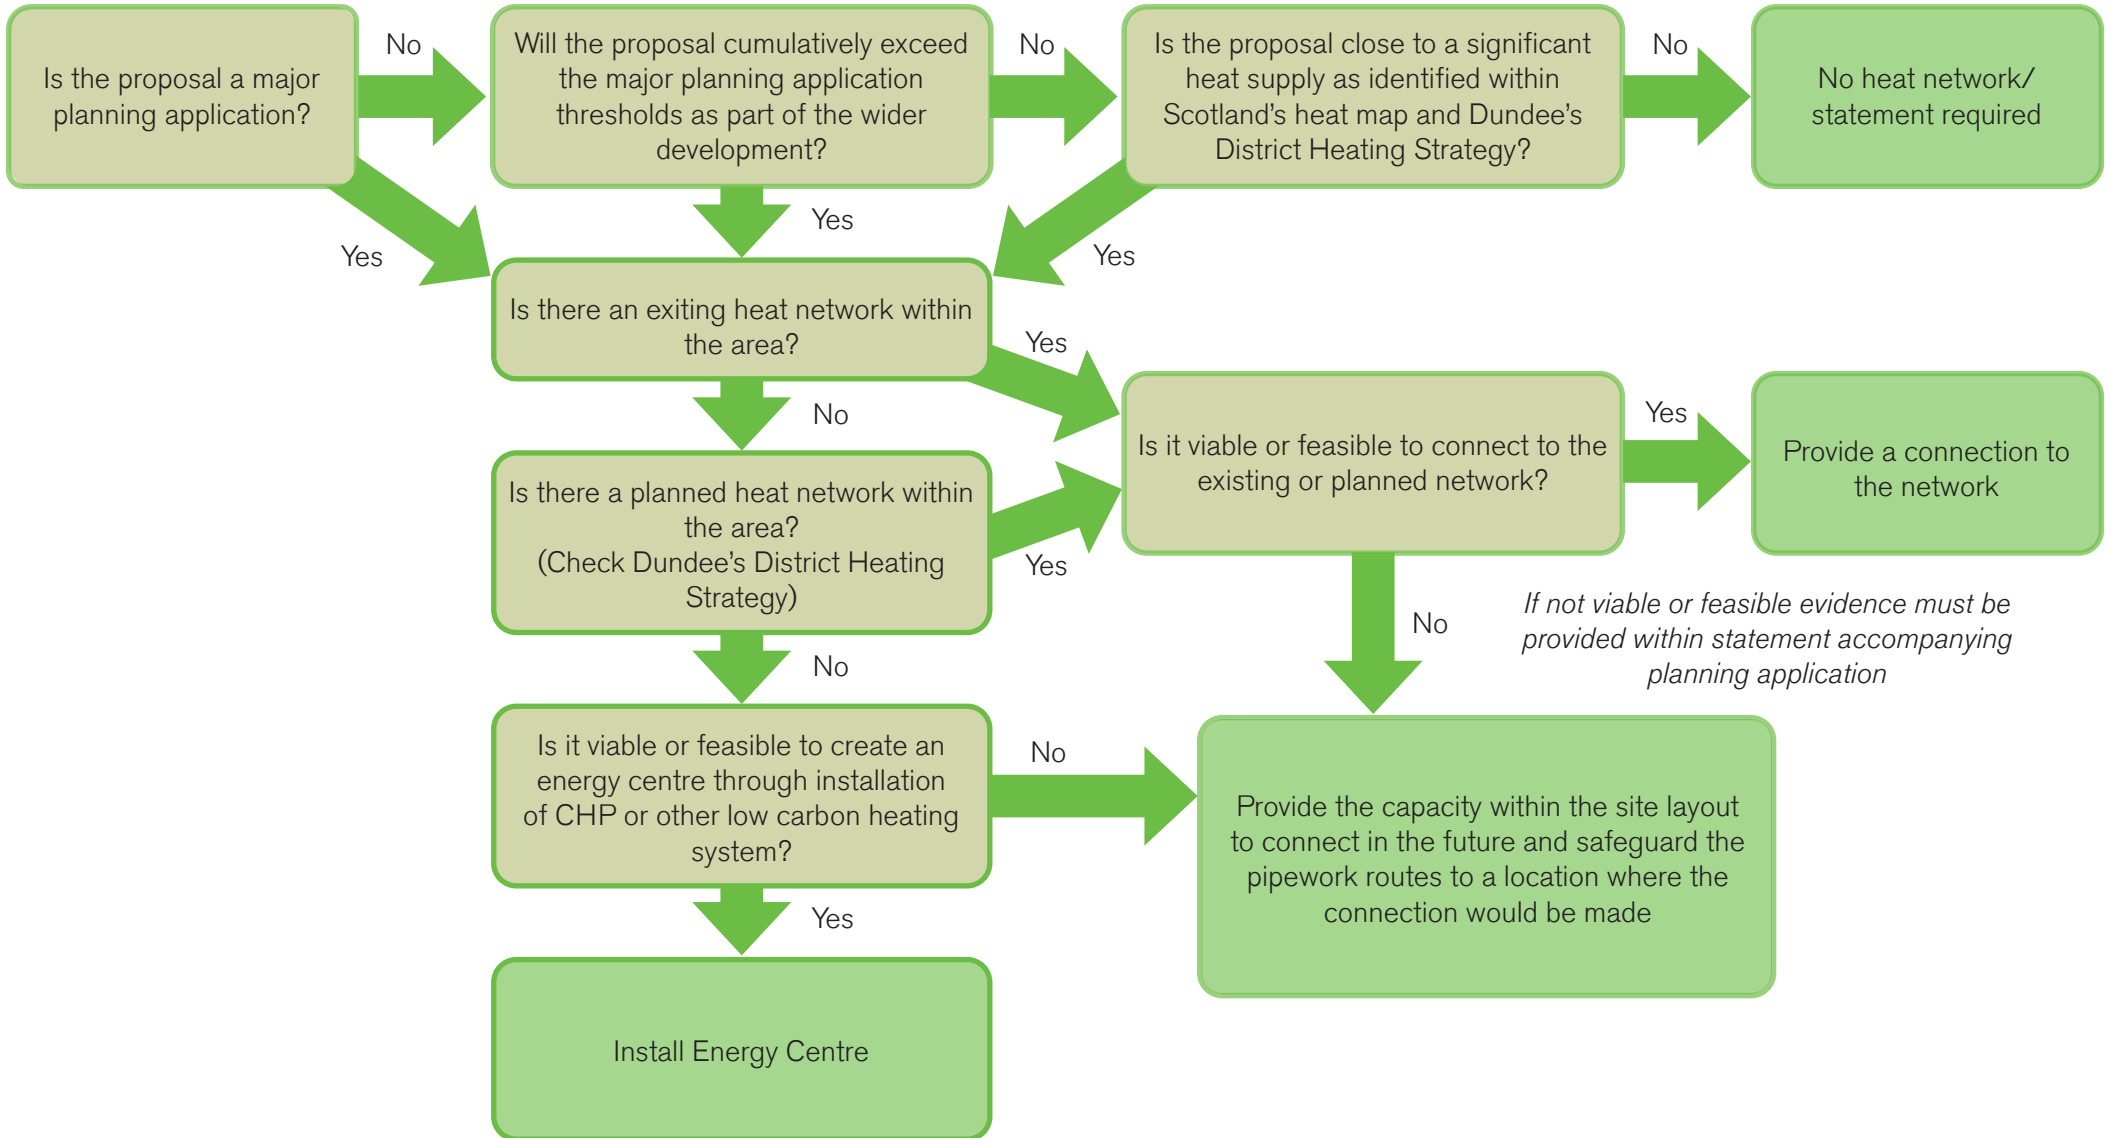 Is the proposal a major
planning application?
No
Will the proposal cumulatively exceed
the major planning application
thresholds as part of the wider
development?
No
Is the proposal close to a significant
heat supply as identified within
Scotland's heat map and Dundee's
District Heating Strategy?
No
No heat network/
statement required
Yes
Yes
Yes
Is there an exiting heat network within
the area?
Yes
No
Is it viable or feasible to connect to the
existing or planned network?
Yes
Provide a connection to
the network
Is there a planned heat network within
the area?
(Check Dundee's District Heating
Strategy)
Yes
No
No
If not viable or feasible evidence must be
provided within statement accompanying
planning application
Is it viable or feasible to create an
energy centre through installation
of CHP or other low carbon heating
system?
No
Provide the capacity within the site layout
to connect in the future and safeguard the
pipework routes to a location where the
connection would be made
Yes
Install Energy Centre